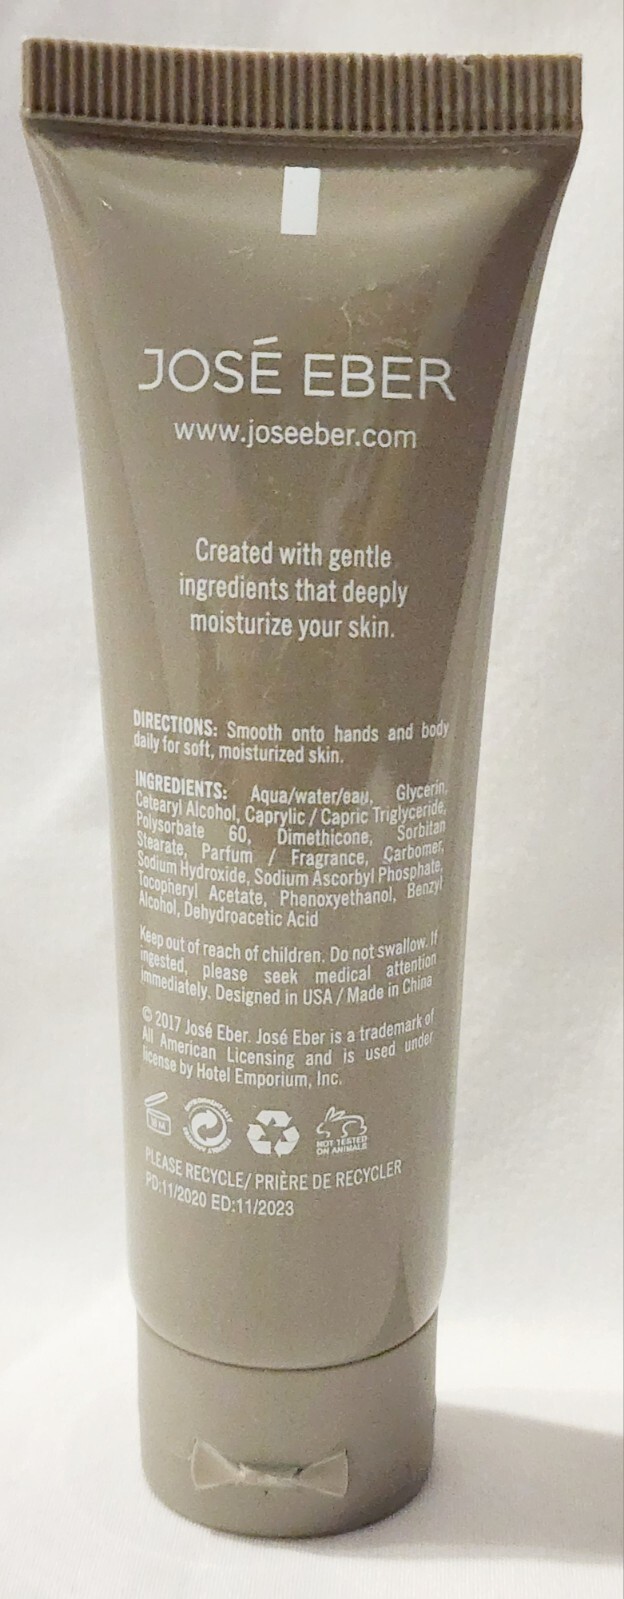 JOSÉ EBER
www.joseeber.com
Created with gentle
ingredients that deeply
moisturize your skin.
DIRECTIONS: Smooth onto hands and body
daily for soft, moisturized skin.
INGREDIENTS: Aqua/water/eau, Glycerin,
Cetearyl Alcohol, Caprylic / Capric Triglyceride,
Polysorbate 60, Dimethicone, Sorbitan
Stearate, Parfum / Fragrance, Carbomer,
Sodium Hydroxide, Sodium Ascorbyl Phosphate,
Tocopheryl Acetate, Phenoxyethanol, Benzyl
Alcohol, Dehydroacetic Acid
Keep out of reach of children. Do not swallow. If
ingested, please seek medical attention
immediately. Designed in USA / Made in China
© 2017 José Eber. José Eber is a trademark of
All American Licensing and is used under
license by Hotel Emporium, Inc.
NOT TESTED
ON ANIMALS
PLEASE RECYCLE/ PRIÈRE DE RECYCLER
PD:11/2020 ED:11/2023